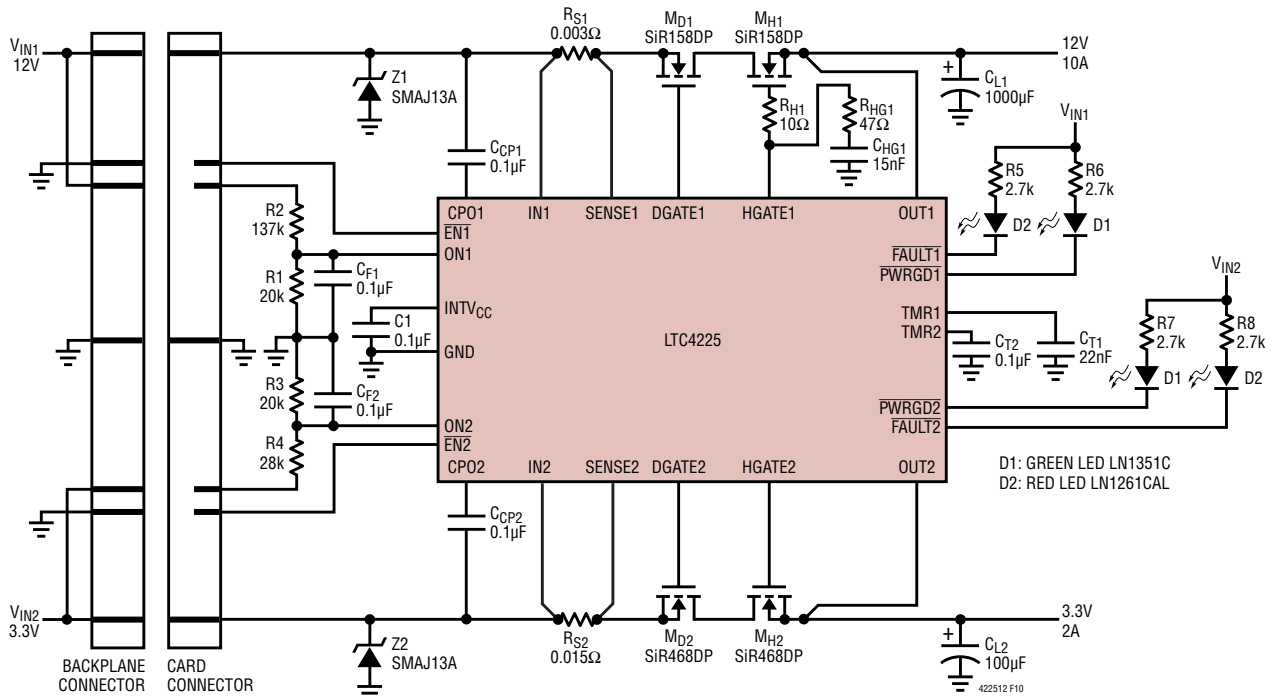 V_IN1
12V
R_S1
0.003Ω
M_D1
SiR158DP
M_H1
SiR158DP
12V
10A
Z1
SMAJ13A
C_CP1
0.1µF
R_H1
10Ω
R_HG1
47Ω
C_HG1
15nF
+
C_L1
1000µF
V_IN1
R5
2.7k
R6
2.7k
D2
D1
R2
137k
R1
20k
C_F1
0.1µF
C1
0.1µF
R3
20k
C_F2
0.1µF
R4
28k
CPO1
IN1
SENSE1
DGATE1
HGATE1
OUT1
EN1
ON1
INTV_CC
GND
ON2
EN2
CPO2
IN2
SENSE2
DGATE2
HGATE2
OUT2
LTC4225
FAULT1
PWRGD1
TMR1
TMR2
PWRGD2
FAULT2
C_T2
0.1µF
C_T1
22nF
V_IN2
R7
2.7k
R8
2.7k
D1
D2
D1: GREEN LED LN1351C
D2: RED LED LN1261CAL
C_CP2
0.1µF
V_IN2
3.3V
Z2
SMAJ13A
R_S2
0.015Ω
M_D2
SiR468DP
M_H2
SiR468DP
3.3V
2A
+
C_L2
100µF
BACKPLANE
CONNECTOR
CARD
CONNECTOR
422512 F10